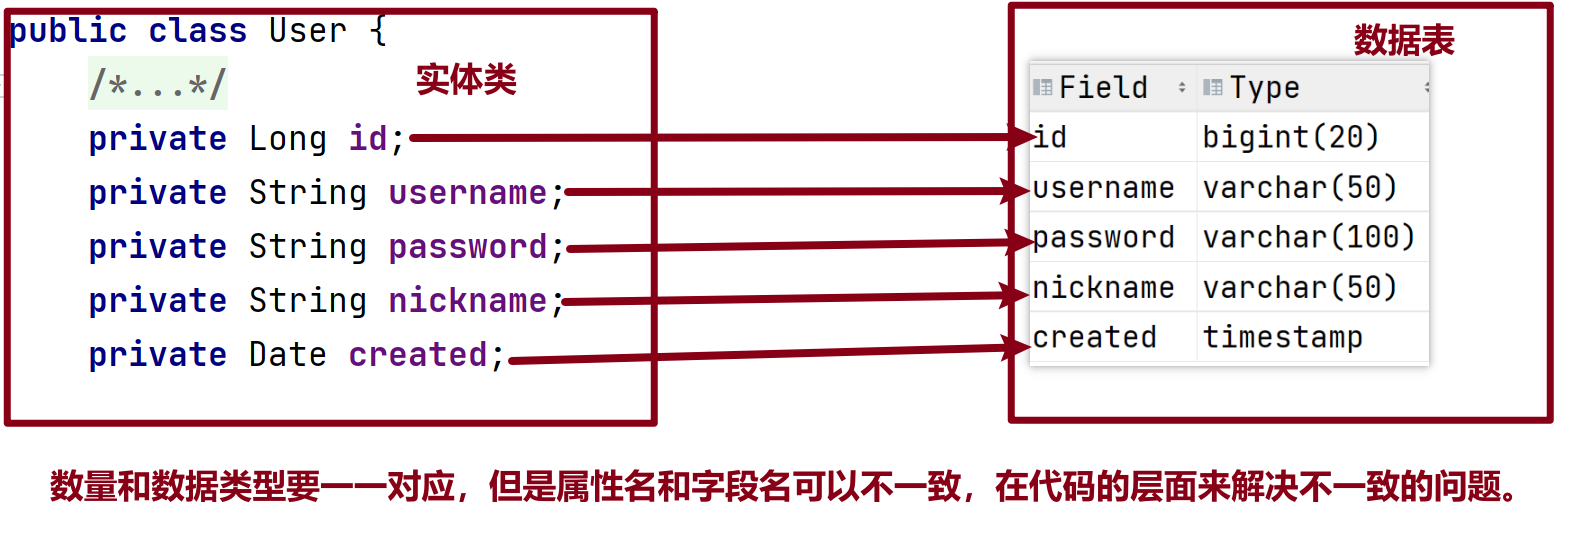 public class User {
/*...*/
实体类
private Long id;
private String username;
private String password;
private String nickname;
private Date created;
数据表
Field Type
id bigint(20)
username varchar(50)
password varchar(100)
nickname varchar(50)
created timestamp
数量和数据类型要一一对应，但是属性名和字段名可以不一致，在代码的层面来解决不一致的问题。